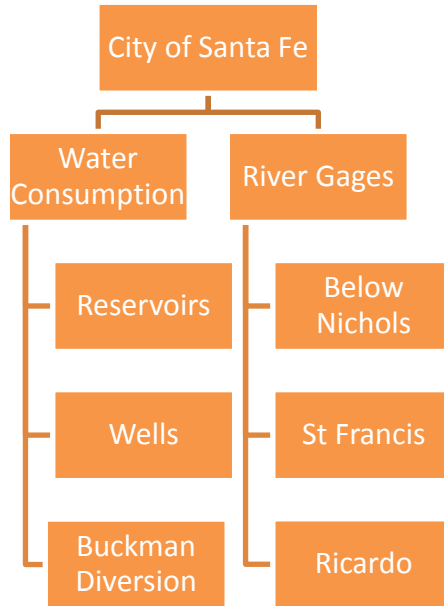 City of Santa Fe
Water
Consumption
River Gages
Reservoirs
Below
Nichols
Wells
St Francis
Buckman
Diversion
Ricardo